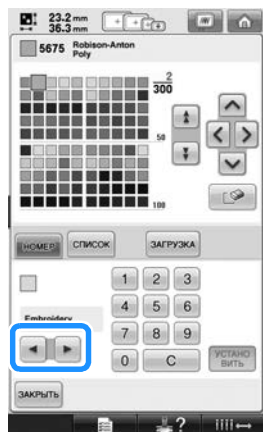 23.2 mm
36.3 mm
5675 Robison-Anton
Poly
2
300
50
100
НОМЕР СПИСОК ЗАГРУЗКА
1 2 3
Embroidery
4 5 6
7 8 9
0 C УСТАНО
ВИТЬ
ЗАКРЫТЬ
?